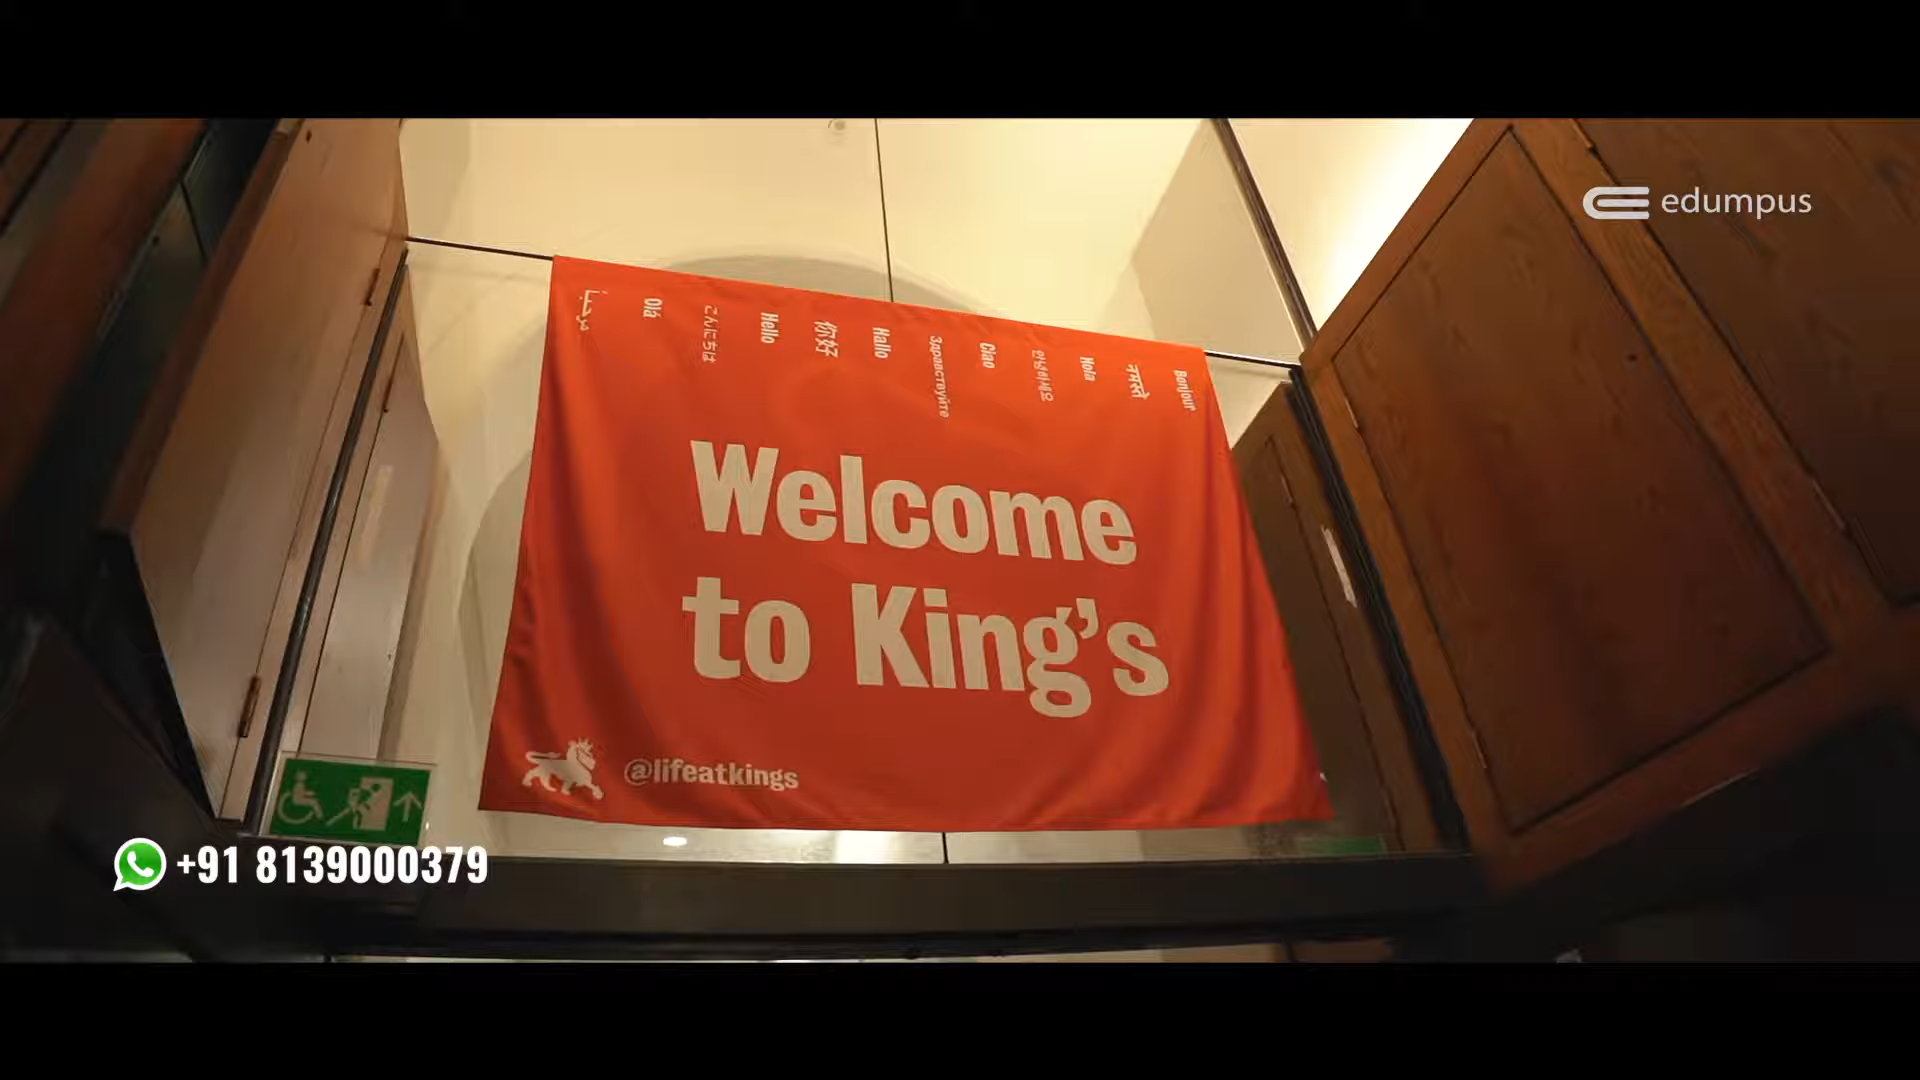 edumpus
مرحباً
Olá
こんにちは
Hello
你好
Hallo
Здравствуйте
Ciao
안녕하세요
Hola
नमस्ते
Bonjour
Welcome
to King's
@lifeatkings
+91 8139000379